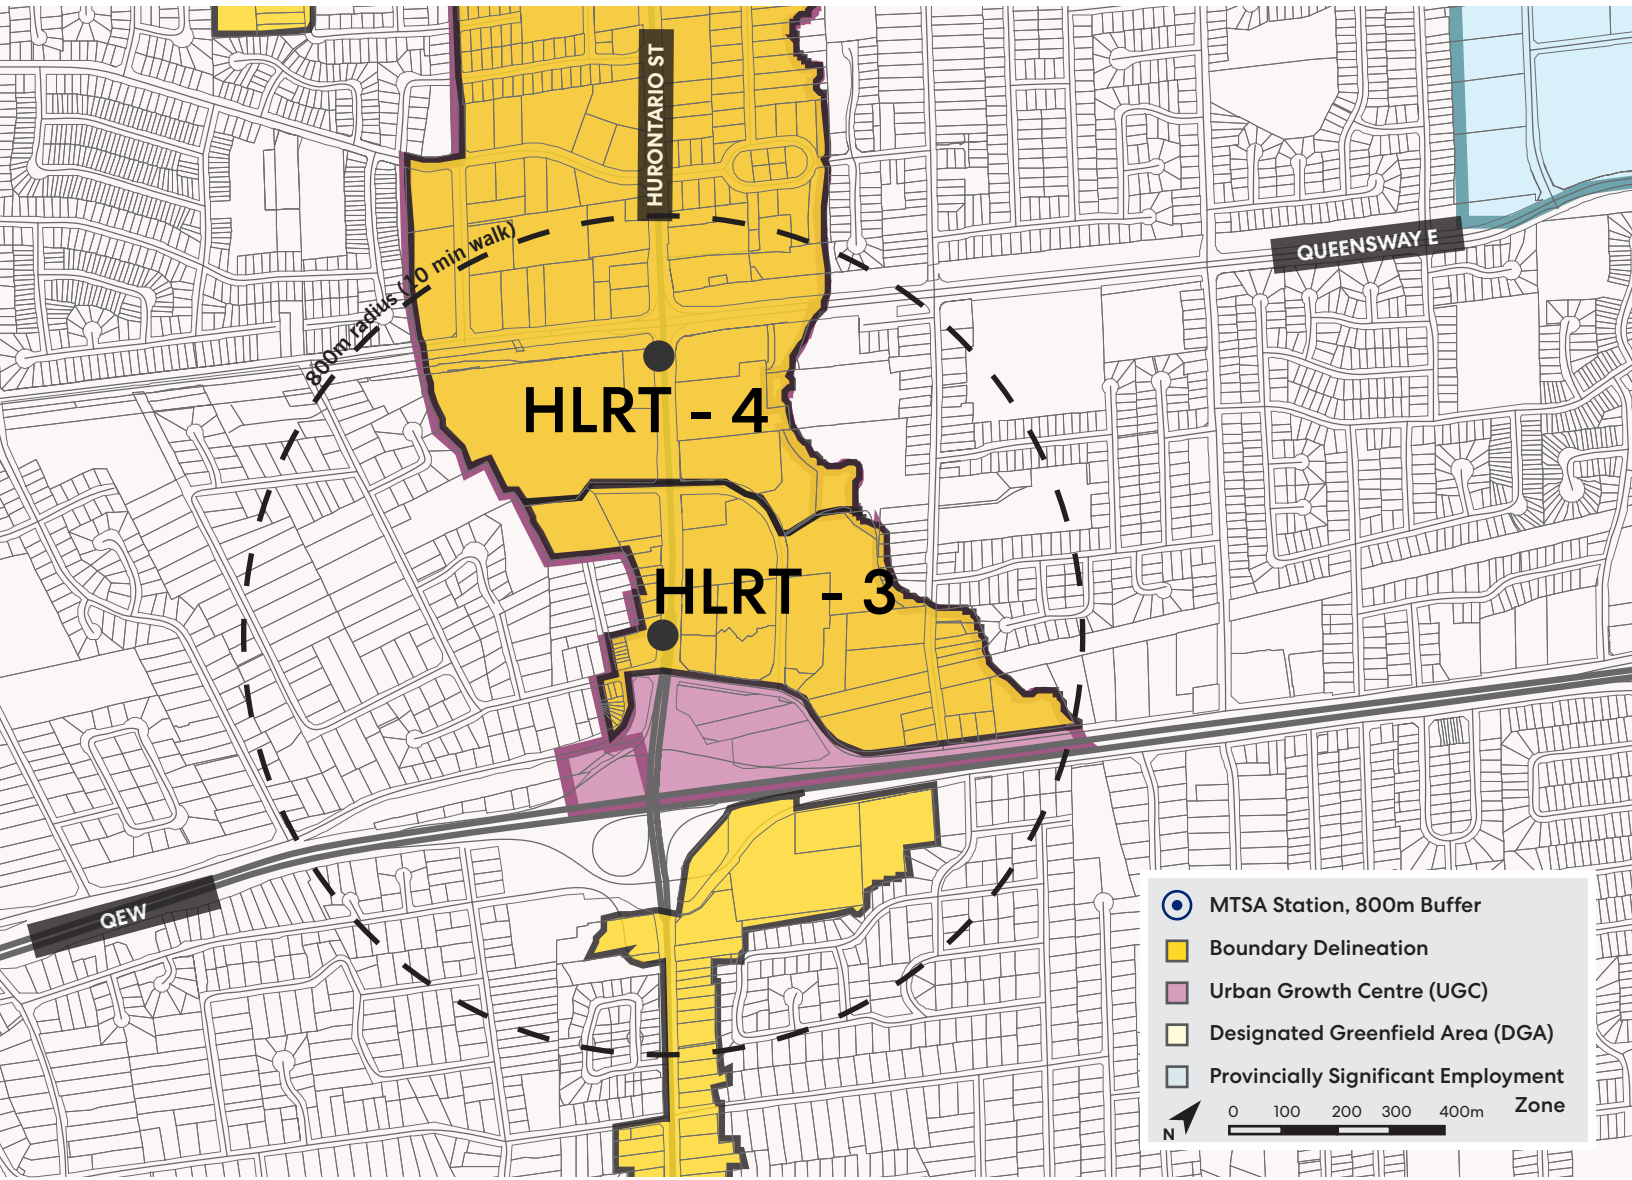 HURONTARIO ST
800m radius (10 min walk)
QUEENSWAY E
HLRT - 4
HLRT - 3
QEW
MTSA Station, 800m Buffer
Boundary Delineation
Urban Growth Centre (UGC)
Designated Greenfield Area (DGA)
Provincially Significant Employment
Zone
N
0 100 200 300 400m